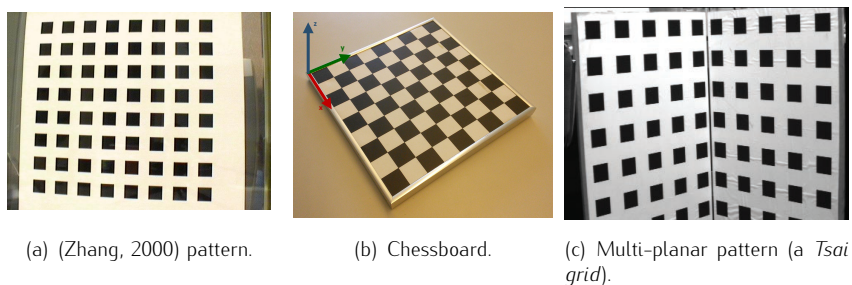 z
y
x
(a) (Zhang, 2000) pattern.
(b) Chessboard.
(c) Multi-planar pattern (a Tsai
grid).